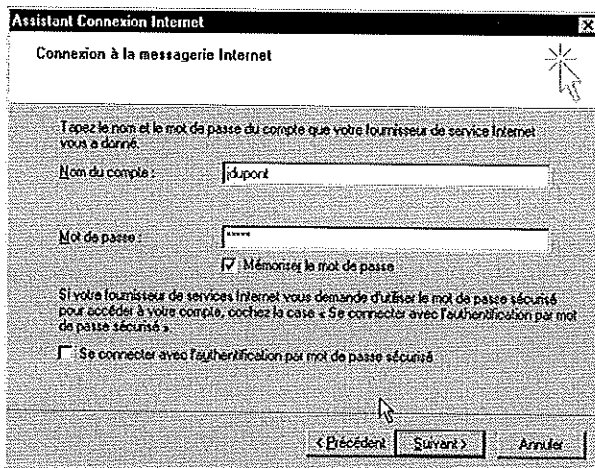 Assistant Connexion Internet
Connexion à la messagerie Internet
Tapez le nom et le mot de passe du compte que votre fournisseur de service Internet
vous a donné.
Nom du compte : jdupont
Mot de passe : *****
Mémoriser le mot de passe
Si votre fournisseur de services Internet vous demande d'utiliser le mot de passe sécurisé
pour accéder à votre compte, cochez la case « Se connecter avec l'authentification par mot
de passe sécurisé ».
Se connecter avec l'authentification par mot de passe sécurisé
< Précédent Suivant > Annuler